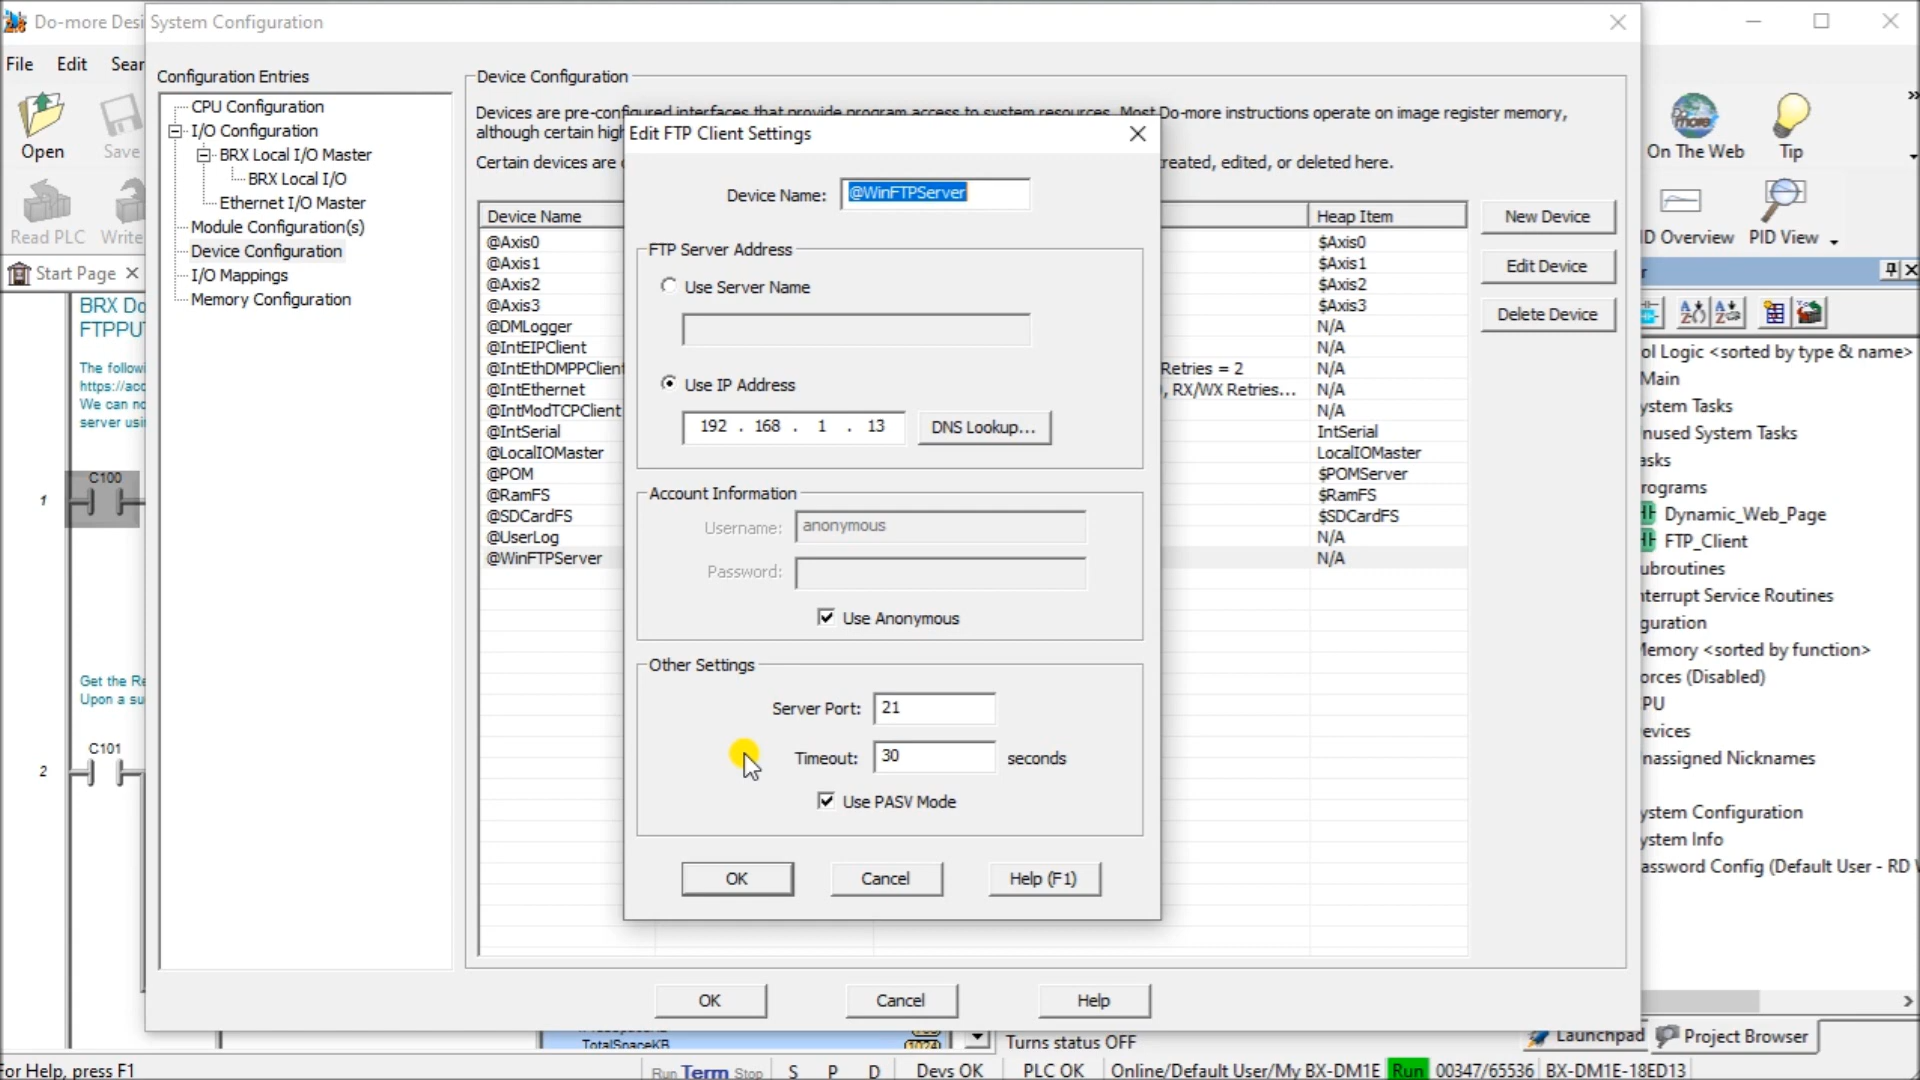 Do-more Desi
System Configuration
File Edit Sear
Open Save
Read PLC Write
Start Page
BRX Do
FTPPUT
The followi
https://acc
We can no
server usi
C100
1
Get the Re
Upon a su
C101
2
Configuration Entries
CPU Configuration
I/O Configuration
BRX Local I/O Master
BRX Local I/O
Ethernet I/O Master
Module Configuration(s)
Device Configuration
I/O Mappings
Memory Configuration
Device Configuration
Devices are pre-configured interfaces that provide program access to system resources. Most Do-more instructions operate on image register memory,
although certain hig
Certain devices are reated, edited, or deleted here.
Device Name Heap Item
@Axis0 $Axis0
@Axis1 $Axis1
@Axis2 $Axis2
@Axis3 $Axis3
@DMLogger N/A
@IntEIPClient N/A
@IntEthDMPPClient Retries = 2 N/A
@IntEthernet ), RX/WX Retries... N/A
@IntModTCPClient N/A
@IntSerial IntSerial
@LocalIOMaster LocalIOMaster
@POM $POMServer
@RamFS $RamFS
@SDCardFS $SDCardFS
@UserLog N/A
@WinFTPServer N/A
New Device
Edit Device
Delete Device
OK Cancel Help
Edit FTP Client Settings
Device Name: @WinFTPServer
FTP Server Address
Use Server Name
Use IP Address
192 . 168 . 1 . 13 DNS Lookup...
Account Information
Username: anonymous
Password:
Use Anonymous
Other Settings
Server Port: 21
Timeout: 30 seconds
Use PASV Mode
OK Cancel Help (F1)
On The Web Tip
ID Overview PID View
r
ol Logic <sorted by type & name>
Main
ystem Tasks
nused System Tasks
asks
rograms
Dynamic_Web_Page
FTP_Client
ubroutines
nterrupt Service Routines
guration
Memory <sorted by function>
orces (Disabled)
PU
evices
nassigned Nicknames
ystem Configuration
ystem Info
assword Config (Default User - RD W
Launchpad Project Browser
TotalSpaceKB 1024
Turns status OFF
For Help, press F1
Run Term Stop S P D Devs OK PLC OK Online/Default User/My BX-DM1E Run 00347/65536 BX-DM1E-18ED13